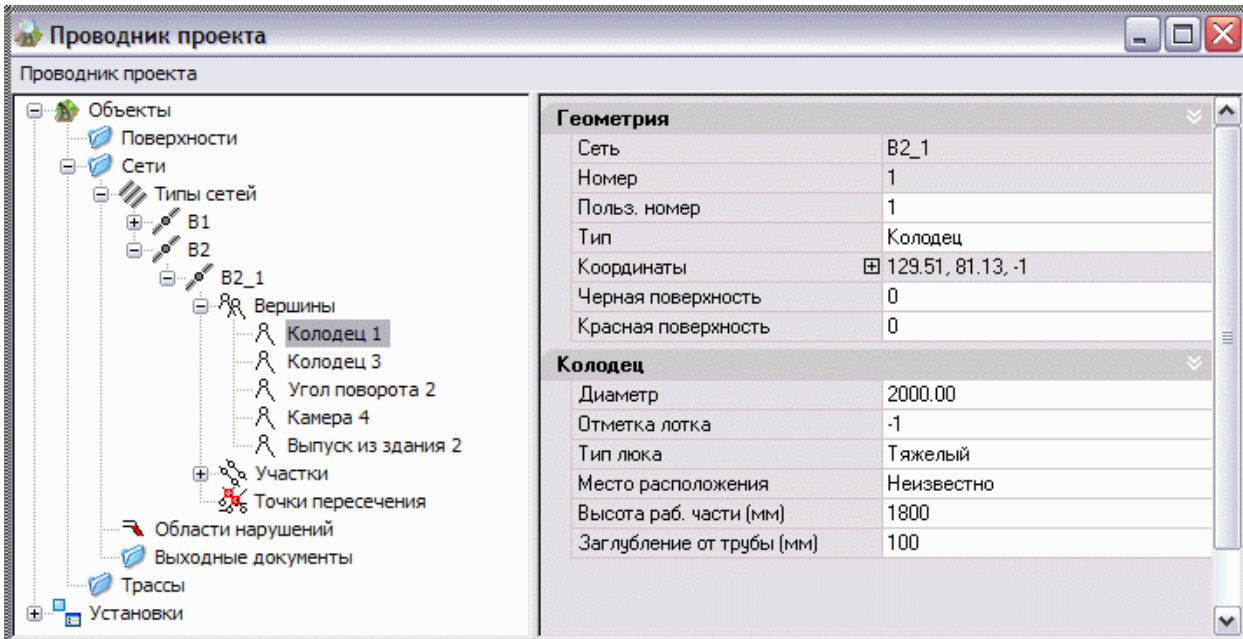 Проводник проекта
Проводник проекта
Объекты
Поверхности
Сети
Типы сетей
В1
В2
В2_1
Вершины
Колодец 1
Колодец 3
Угол поворота 2
Камера 4
Выпуск из здания 2
Участки
Точки пересечения
Области нарушений
Выходные документы
Трассы
Установки
Геометрия
Сеть В2_1
Номер 1
Польз. номер 1
Тип Колодец
Координаты 129.51, 81.13, -1
Черная поверхность 0
Красная поверхность 0
Колодец
Диаметр 2000.00
Отметка лотка -1
Тип люка Тяжелый
Место расположения Неизвестно
Высота раб. части (мм) 1800
Заглубление от трубы (мм) 100